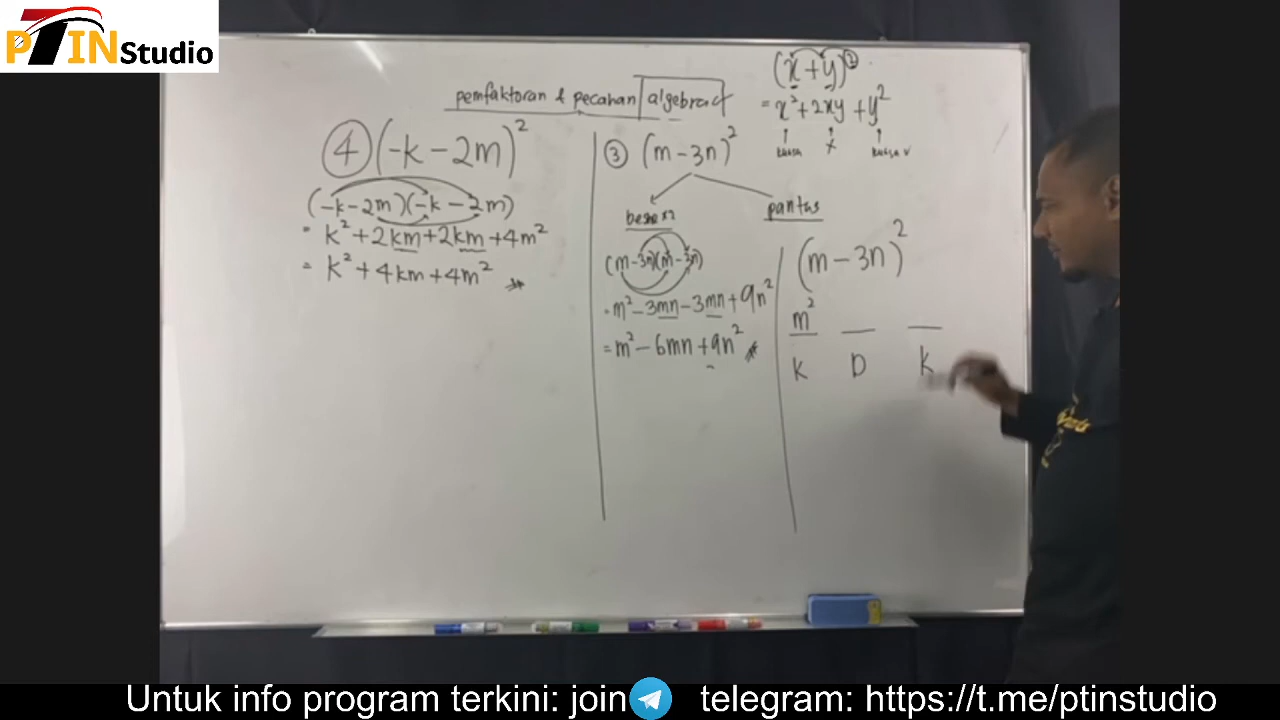 PTIN Studio
pemfaktoran & pecahan algebra
(x + y)²
= x² + 2xy + y²
④ (-k - 2m)²
(-k - 2m)(-k - 2m)
= k² + 2km + 2km + 4m²
= k² + 4km + 4m²
③ (m - 3n)²
pantas
(m - 3n)(m - 3n)
= m² - 3mn - 3mn + 9n²
= m² - 6mn + 9n²
(m - 3n)²
m²
K D K
Untuk info program terkini: join telegram: https://t.me/ptinstudio